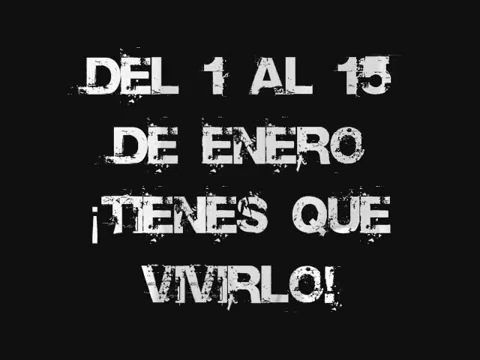 DEL 1 AL 15
DE ENERO
¡TIENES QUE
VIVIRLO!